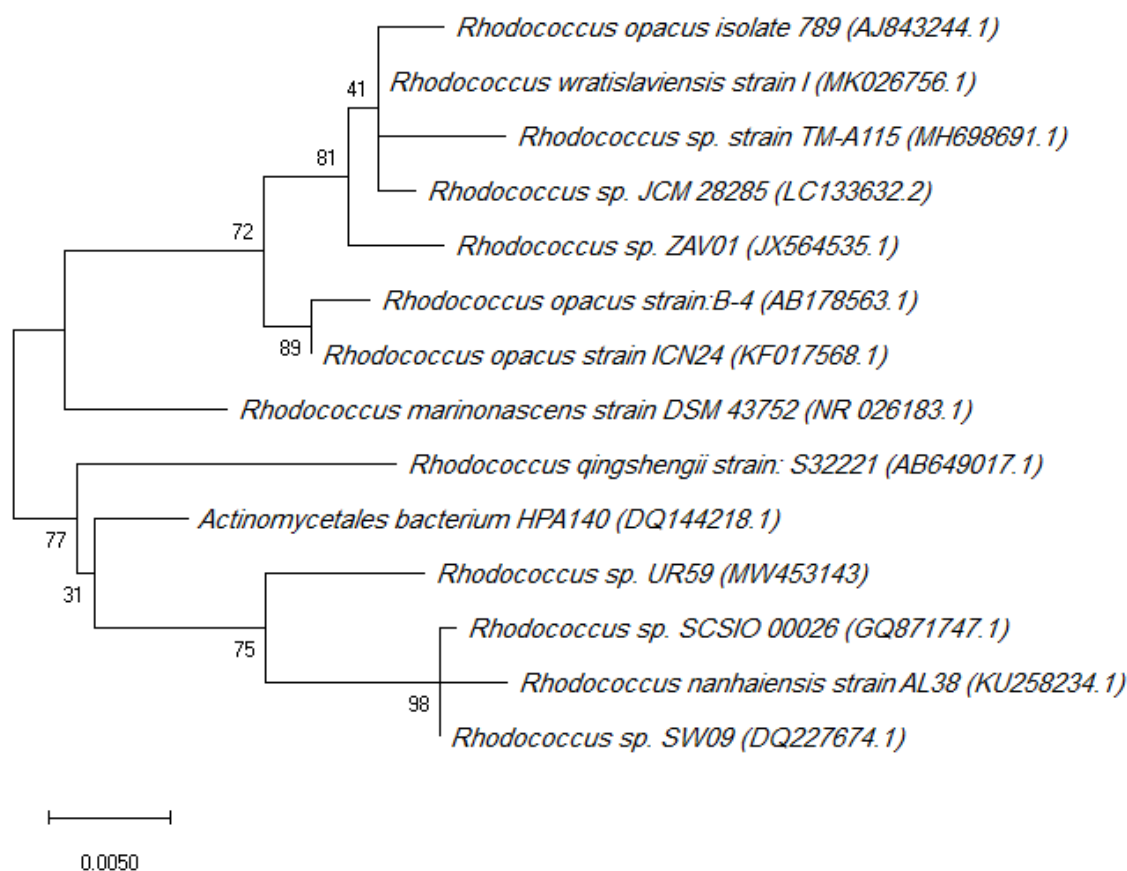 Rhodococcus opacus isolate 789 (AJ843244.1)
41
Rhodococcus wratislaviensis strain I (MK026756.1)
Rhodococcus sp. strain TM-A115 (MH698691.1)
81
Rhodococcus sp. JCM 28285 (LC133632.2)
72
Rhodococcus sp. ZAV01 (JX564535.1)
Rhodococcus opacus strain:B-4 (AB178563.1)
89
Rhodococcus opacus strain ICN24 (KF017568.1)
Rhodococcus marinonascens strain DSM 43752 (NR 026183.1)
Rhodococcus qingshengii strain: S32221 (AB649017.1)
Actinomycetales bacterium HPA140 (DQ144218.1)
77
Rhodococcus sp. UR59 (MW453143)
31
Rhodococcus sp. SCSIO 00026 (GQ871747.1)
75
Rhodococcus nanhaiensis strain AL38 (KU258234.1)
98
Rhodococcus sp. SW09 (DQ227674.1)
0.0050